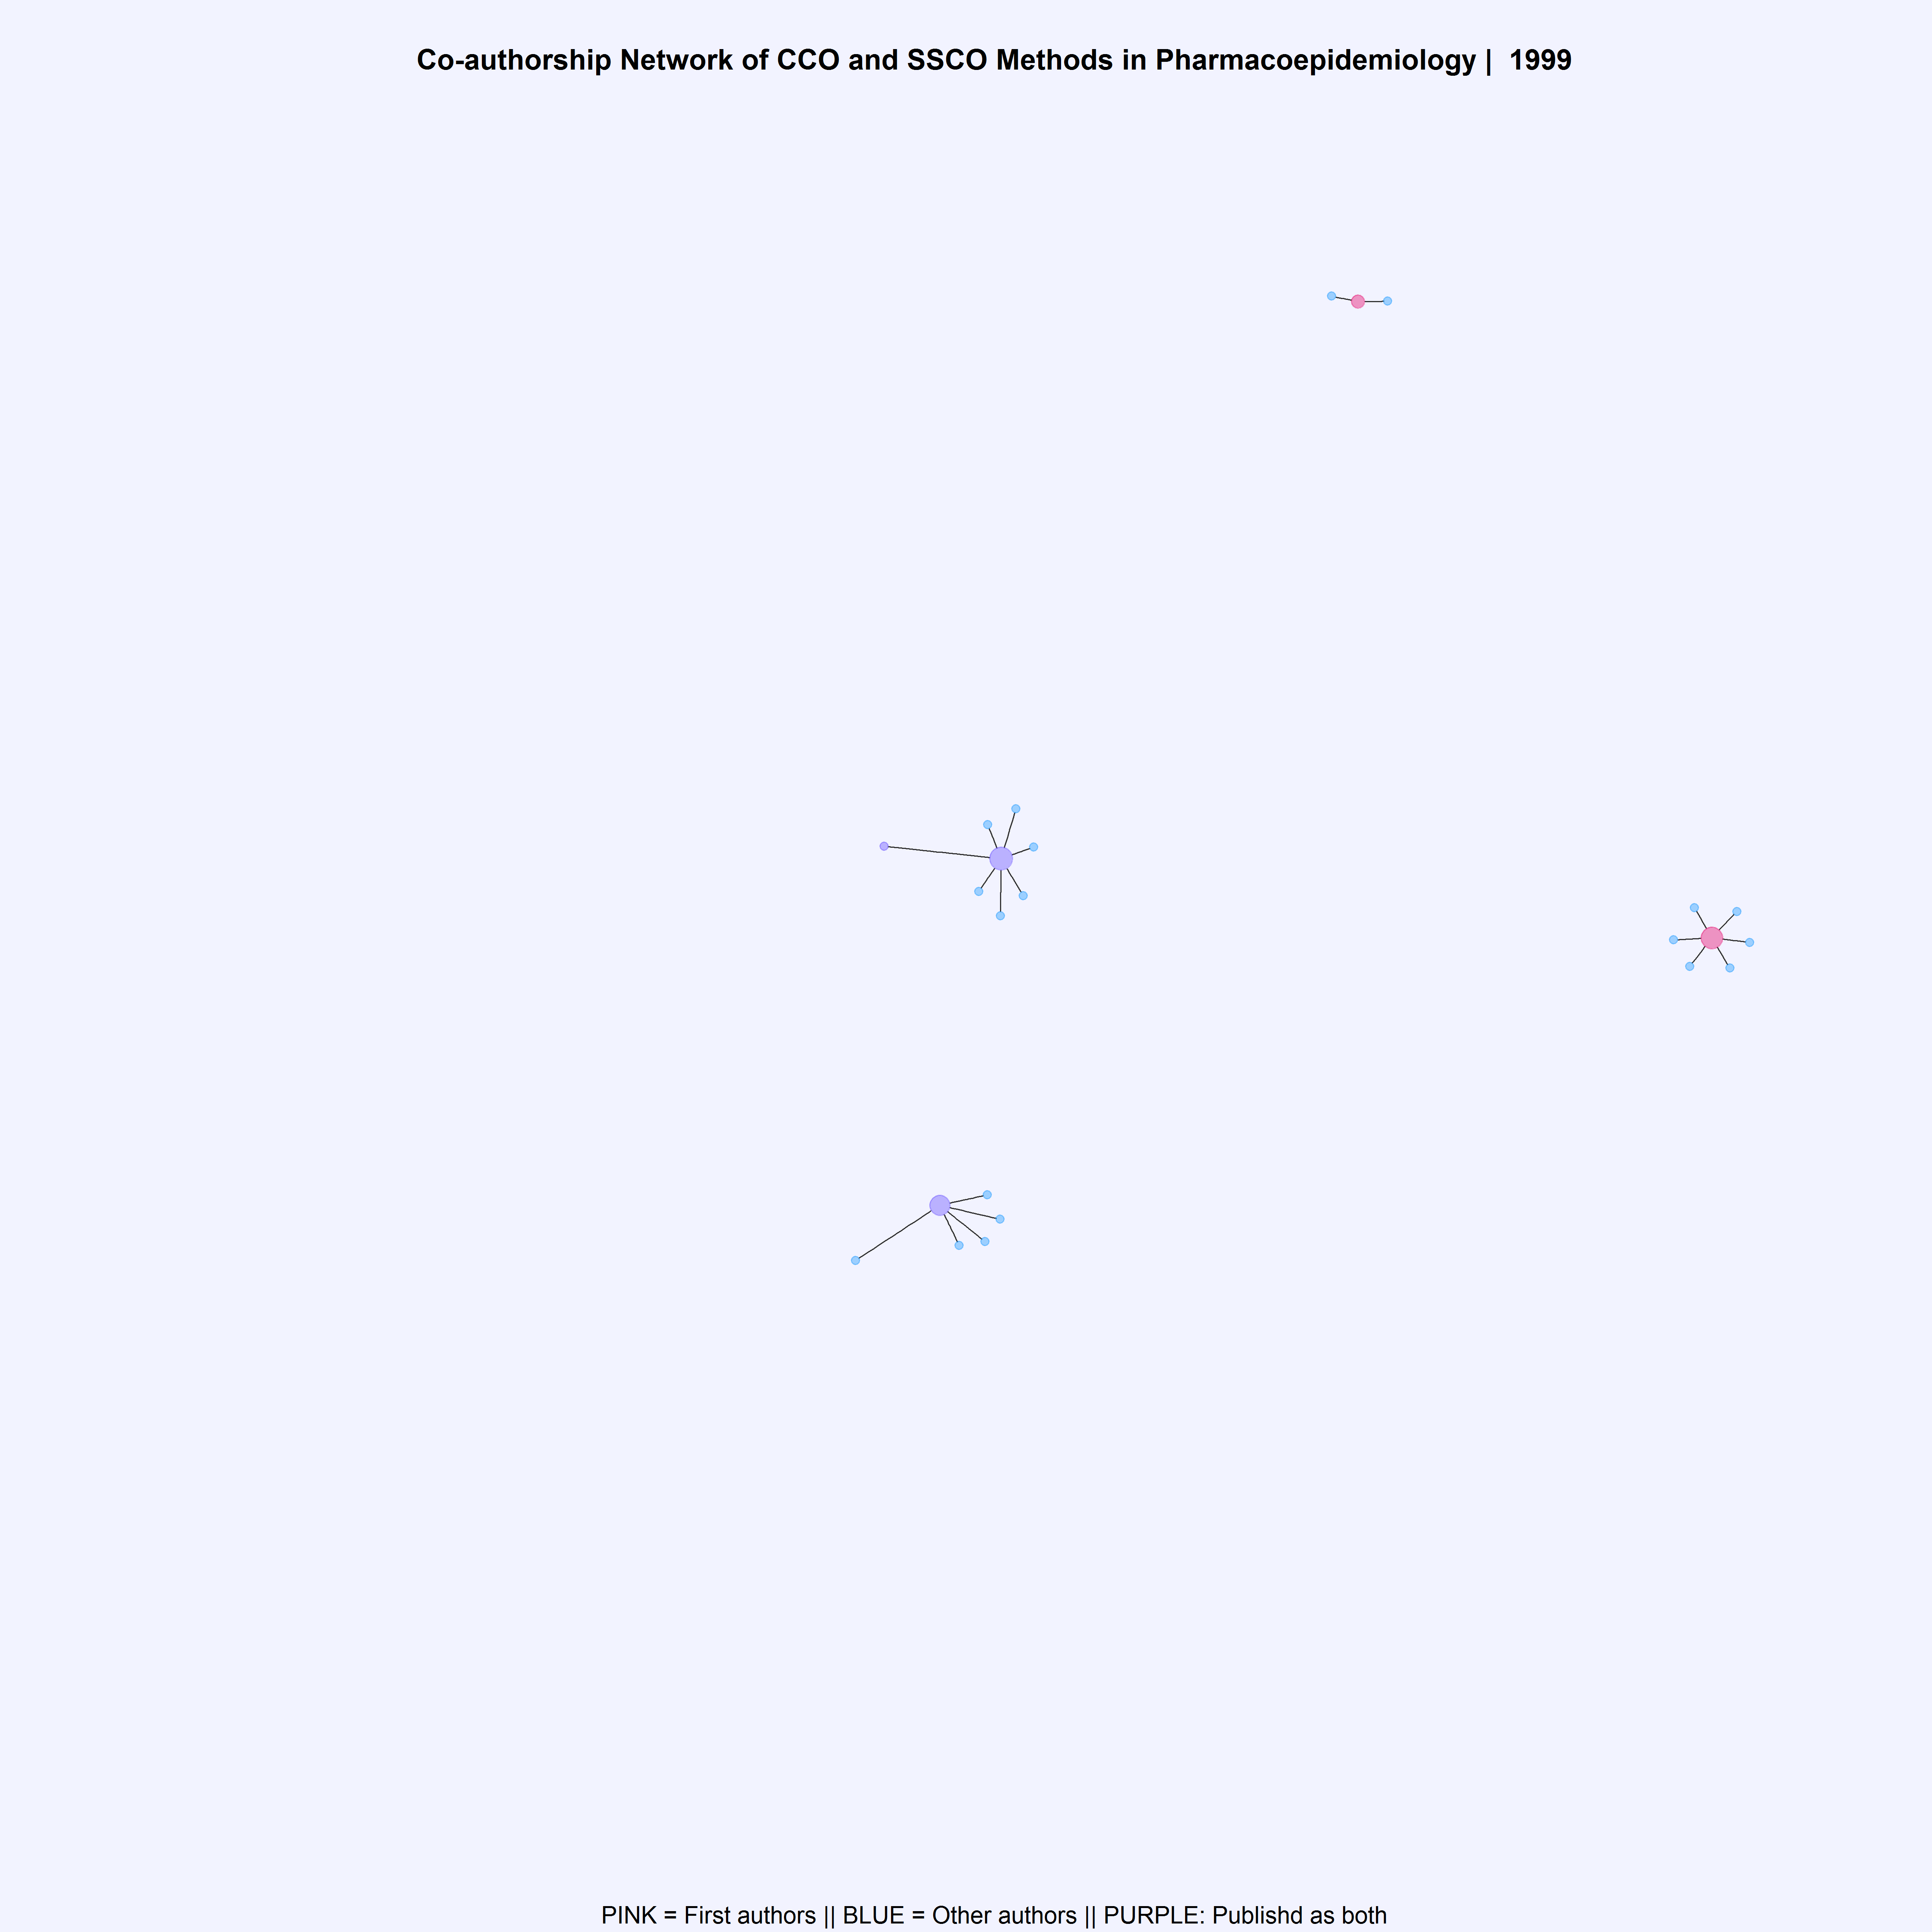 Co-authorship Network of CCO and SSCO Methods in Pharmacoepidemiology | 1999
PINK = First authors || BLUE = Other authors || PURPLE: Publishd as both